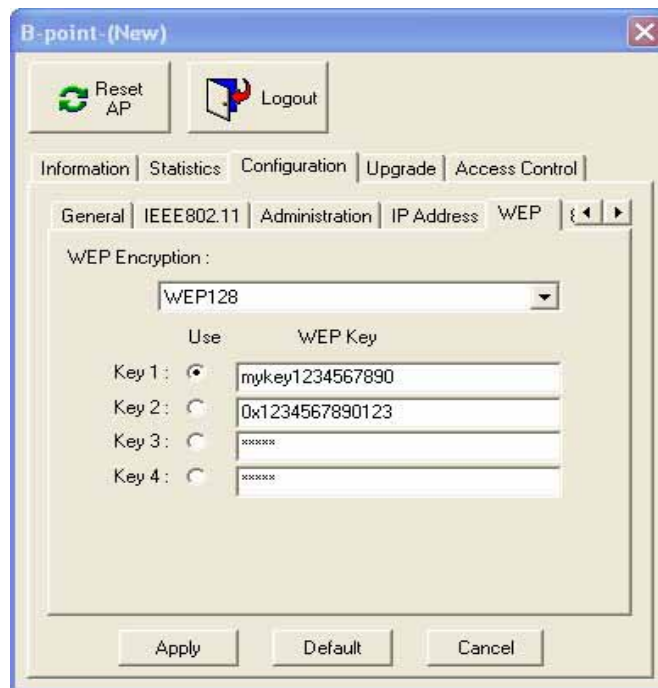 B-point-(New)
Reset AP
Logout
Information Statistics Configuration Upgrade Access Control
General IEEE802.11 Administration IP Address WEP
WEP Encryption :
WEP128
Use WEP Key
Key 1 : mykey1234567890
Key 2 : 0x1234567890123
Key 3 : *****
Key 4 : *****
Apply Default Cancel